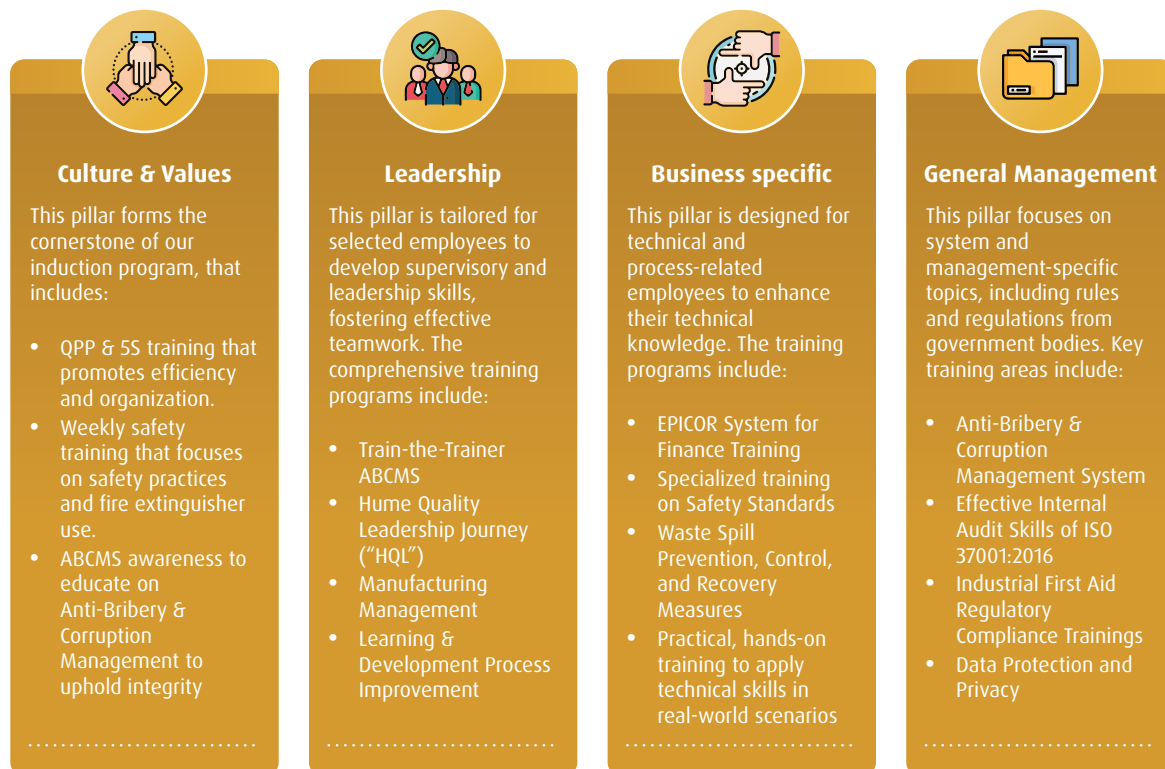 Culture & Values
This pillar forms the
cornerstone of our
induction program, that
includes:
• QPP & 5S training that
promotes efficiency
and organization.
• Weekly safety
training that focuses
on safety practices
and fire extinguisher
use.
• ABCMS awareness to
educate on
Anti-Bribery &
Corruption
Management to
uphold integrity
Leadership
This pillar is tailored for
selected employees to
develop supervisory and
leadership skills,
fostering effective
teamwork. The
comprehensive training
programs include:
• Train-the-Trainer
ABCMS
• Hume Quality
Leadership Journey
(“HQL”)
• Manufacturing
Management
• Learning &
Development Process
Improvement
Business specific
This pillar is designed for
technical and
process-related
employees to enhance
their technical
knowledge. The training
programs include:
• EPICOR System for
Finance Training
• Specialized training
on Safety Standards
• Waste Spill
Prevention, Control,
and Recovery
Measures
• Practical, hands-on
training to apply
technical skills in
real-world scenarios
General Management
This pillar focuses on
system and
management-specific
topics, including rules
and regulations from
government bodies. Key
training areas include:
• Anti-Bribery &
Corruption
Management System
• Effective Internal
Audit Skills of ISO
37001:2016
• Industrial First Aid
Regulatory
Compliance Trainings
• Data Protection and
Privacy